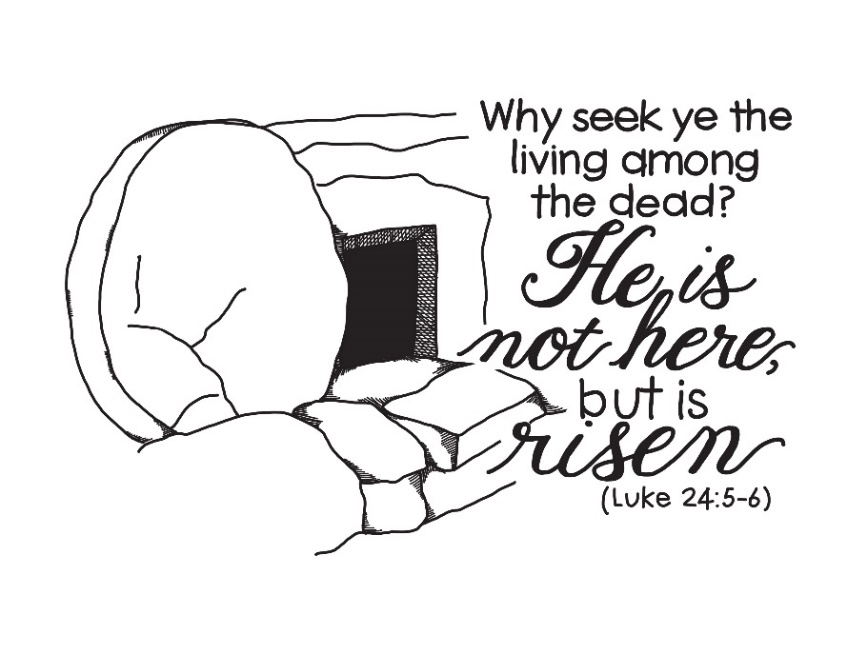 Why seek ye the
living among
the dead?
He is
not here,
but is
risen
(Luke 24:5-6)